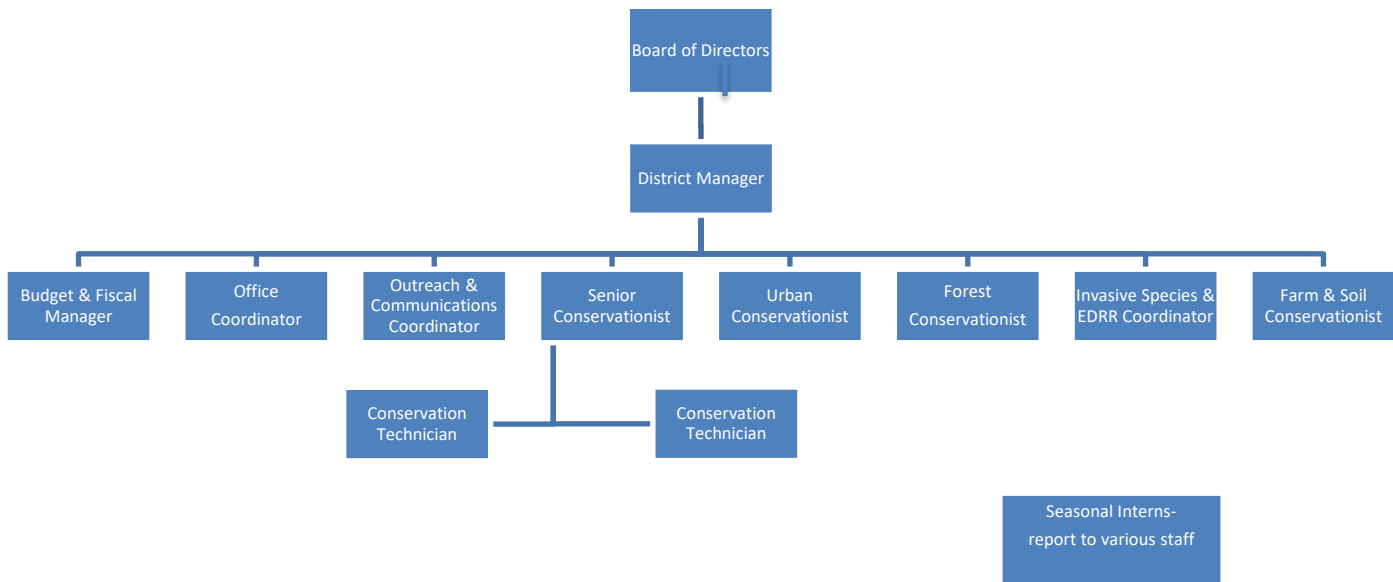 Board of Directors
District Manager
Budget & Fiscal
Manager
Office
Coordinator
Outreach &
Communications
Coordinator
Senior
Conservationist
Urban
Conservationist
Forest
Conservationist
Invasive Species &
EDRR Coordinator
Farm & Soil
Conservationist
Conservation
Technician
Conservation
Technician
Seasonal Interns-
report to various staff